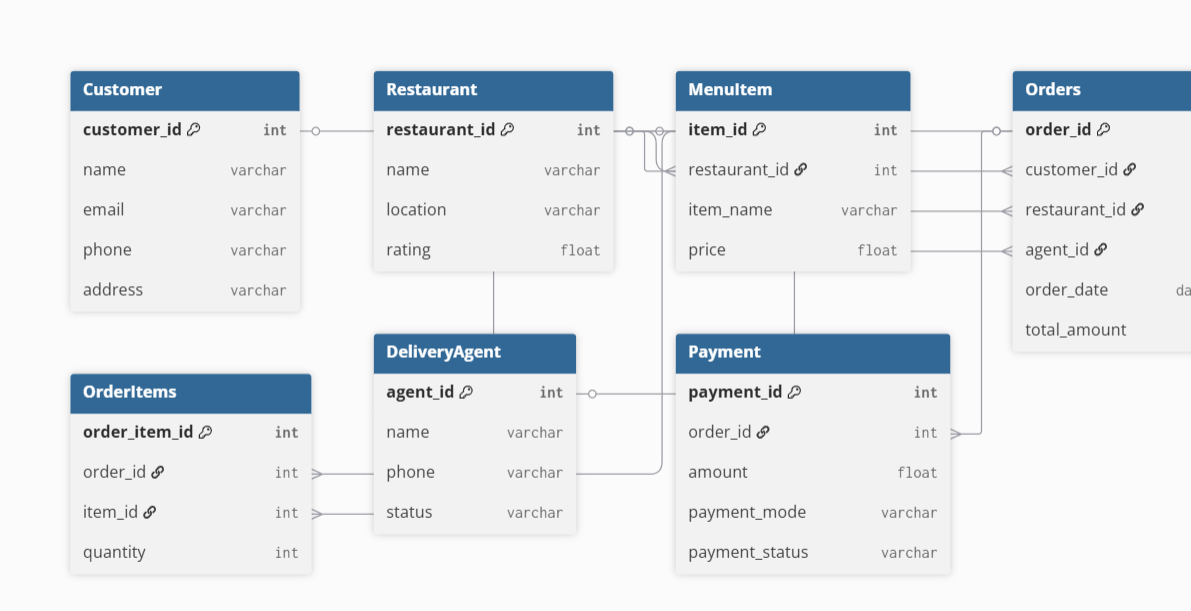 Customer
customer_id int
name varchar
email varchar
phone varchar
address varchar
Restaurant
restaurant_id int
name varchar
location varchar
rating float
MenuItem
item_id int
restaurant_id int
item_name varchar
price float
Orders
order_id
customer_id
restaurant_id
agent_id
order_date da
total_amount
OrderItems
order_item_id int
order_id int
item_id int
quantity int
DeliveryAgent
agent_id int
name varchar
phone varchar
status varchar
Payment
payment_id int
order_id int
amount float
payment_mode varchar
payment_status varchar